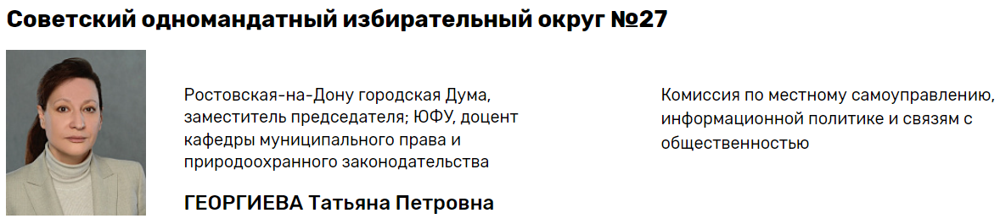 Советский одномандатный избирательный округ №27
Ростовская-на-Дону городская Дума,
заместитель председателя; ЮФУ, доцент
кафедры муниципального права и
природоохранного законодательства
ГЕОРГИЕВА Татьяна Петровна
Комиссия по местному самоуправлению,
информационной политике и связям с
общественностью